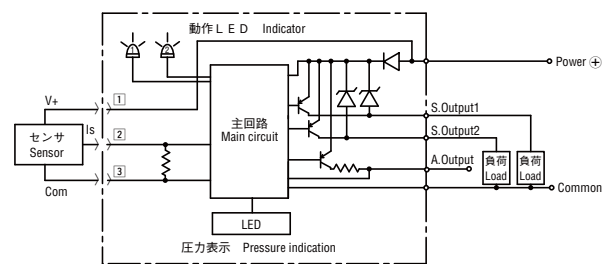 動作LED Indicator
1
2
Power ⊕
V+
1
S.Output1
センサ
Sensor
Is
2
主回路
Main circuit
S.Output2
A.Output
負荷
Load
負荷
Load
3
Com
Common
LED
圧力表示 Pressure indication